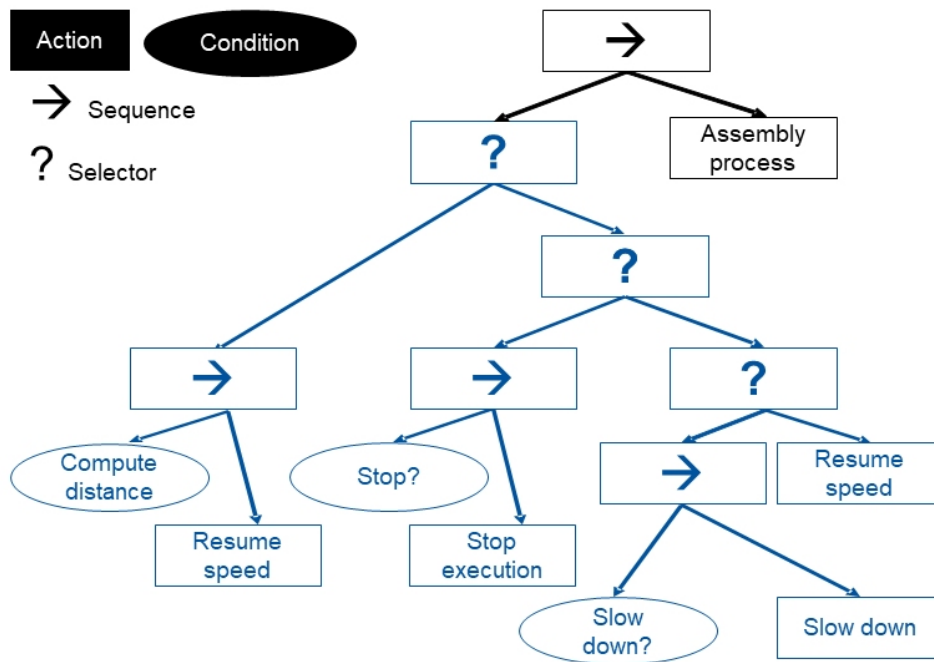 Action
Condition
→
→ Sequence
? Selector
?
Assembly
process
?
→
→
?
Compute
distance
Stop?
→
Resume
speed
Resume
speed
Stop
execution
Slow
down?
Slow down